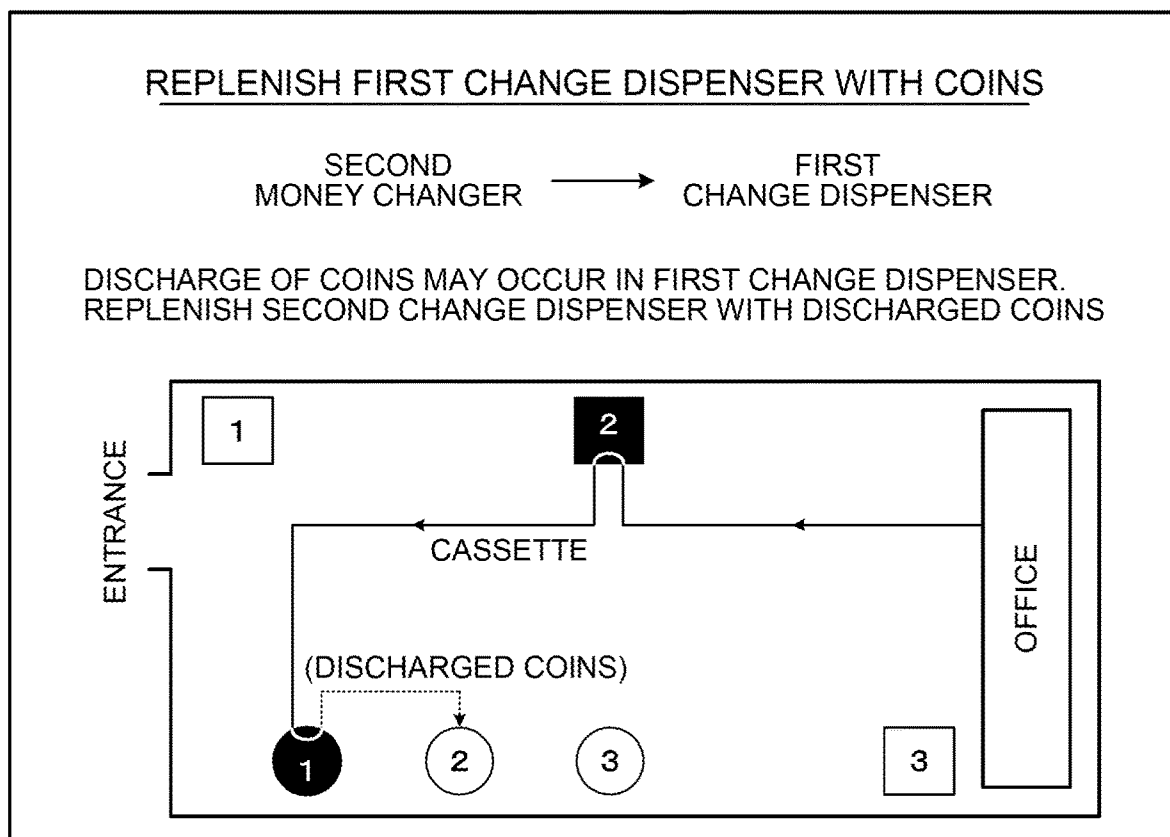 REPLENISH FIRST CHANGE DISPENSER WITH COINS
SECOND
MONEY CHANGER
FIRST
CHANGE DISPENSER
DISCHARGE OF COINS MAY OCCUR IN FIRST CHANGE DISPENSER.
REPLENISH SECOND CHANGE DISPENSER WITH DISCHARGED COINS
1
2
ENTRANCE
CASSETTE
OFFICE
(DISCHARGED COINS)
1
2
3
3